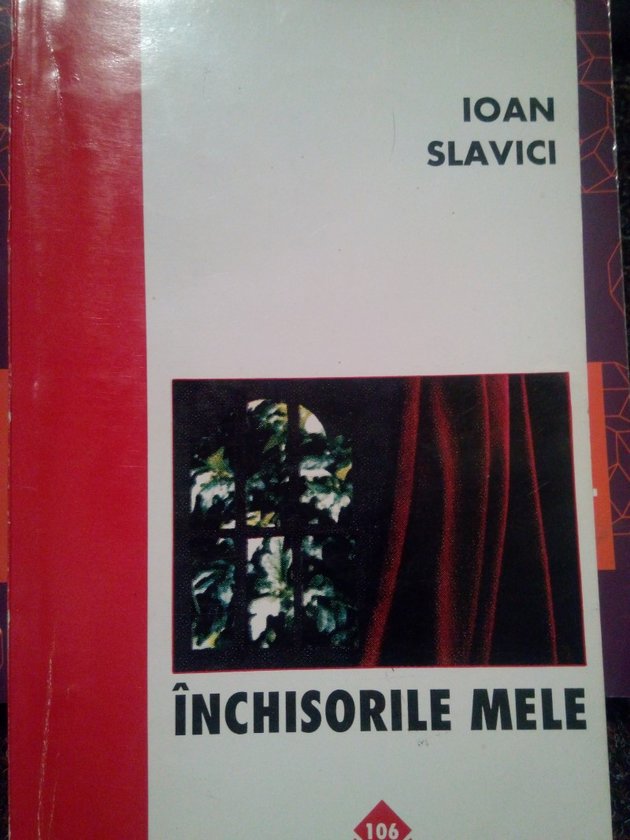 IOAN
SLAVICI
ÎNCHISORILE MELE
106